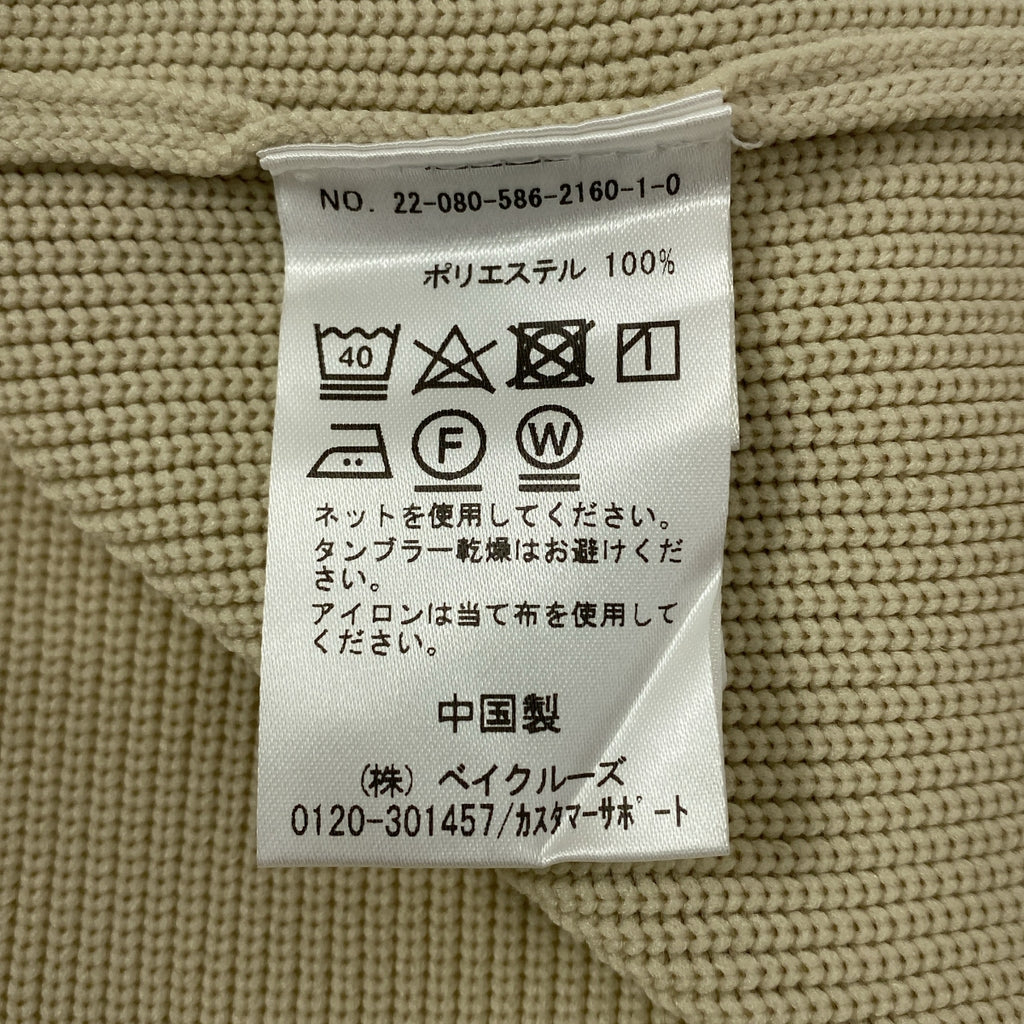 NO. 22-080-586-2160-1-0
ポリエステル 100%
40
F
W
ネットを使用してください。
タンブラー乾燥はお避けくだ
さい。
アイロンは当て布を使用して
ください。
中国製
(株) ベイクルーズ
0120-301457/ｶｽﾀﾏｰｻﾎﾟｰﾄ